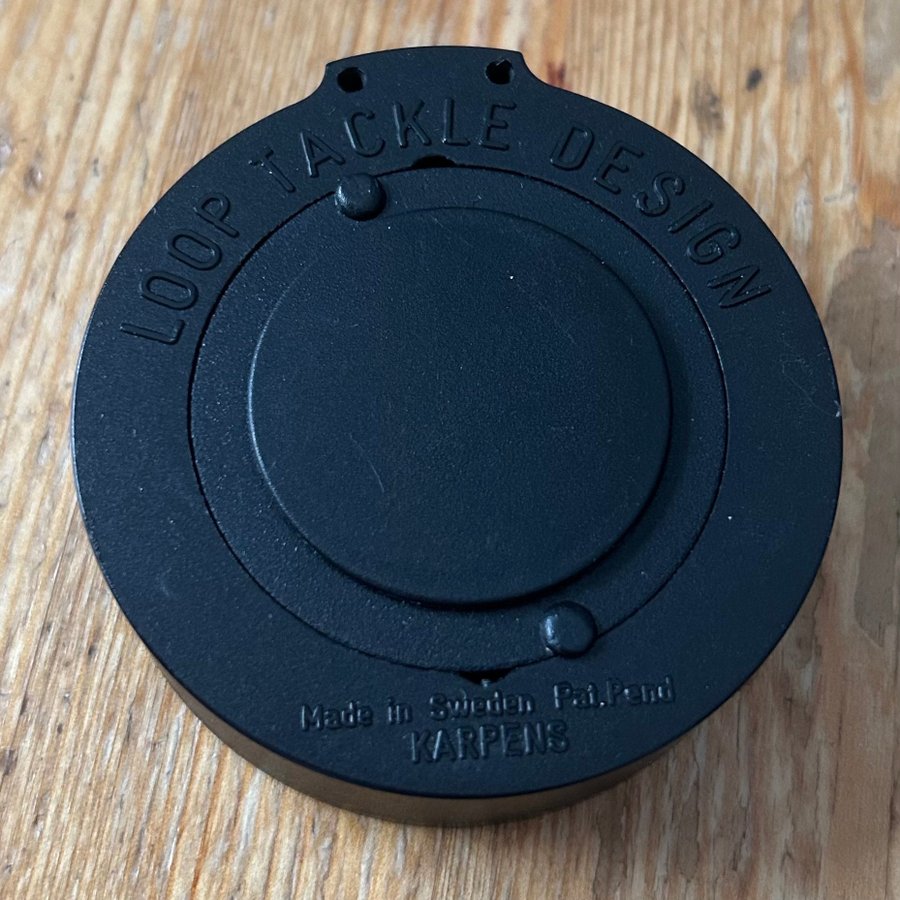 LOOP TACKLE DESIGN
Made in Sweden Pat.Pend
KARPENS